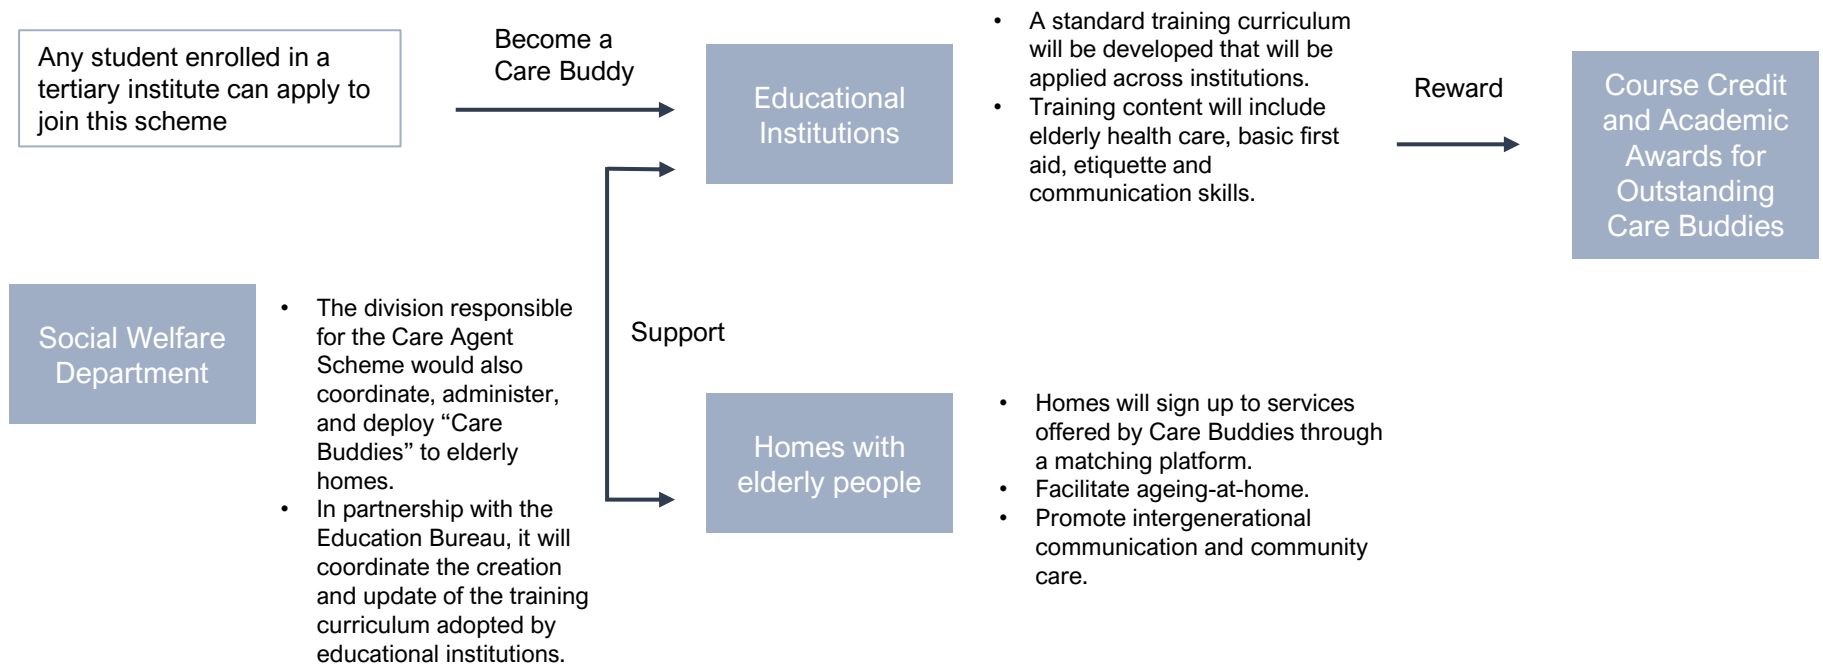 Any student enrolled in a
tertiary institute can apply to
join this scheme
Become a
Care Buddy
Educational
Institutions
• A standard training curriculum
will be developed that will be
applied across institutions.
• Training content will include
elderly health care, basic first
aid, etiquette and
communication skills.
Reward
Course Credit
and Academic
Awards for
Outstanding
Care Buddies
Social Welfare
Department
• The division responsible
for the Care Agent
Scheme would also
coordinate, administer,
and deploy “Care
Buddies” to elderly
homes.
• In partnership with the
Education Bureau, it will
coordinate the creation
and update of the training
curriculum adopted by
educational institutions.
Support
Homes with
elderly people
• Homes will sign up to services
offered by Care Buddies through
a matching platform.
• Facilitate ageing-at-home.
• Promote intergenerational
communication and community
care.